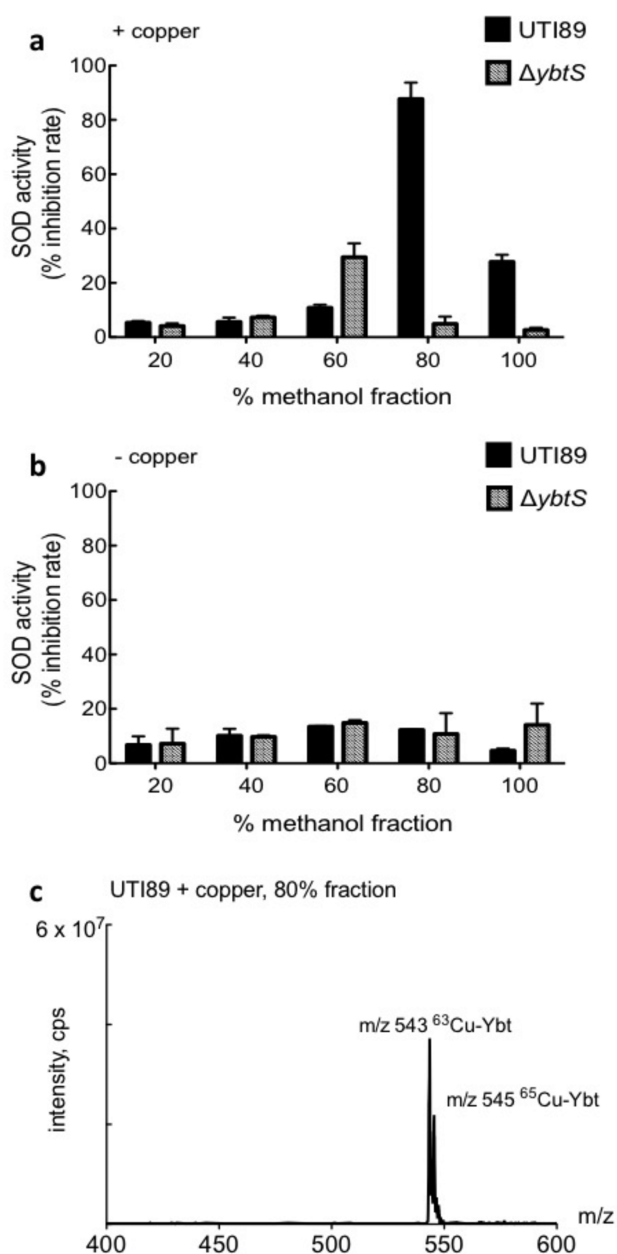 a
+ copper
UTI89
ΔybtS
SOD activity
(% inhibition rate)
100
80
60
40
20
0
20 40 60 80 100
% methanol fraction
b
- copper
UTI89
ΔybtS
SOD activity
(% inhibition rate)
100
80
60
40
20
0
20 40 60 80 100
% methanol fraction
c
UTI89 + copper, 80% fraction
6 x 10⁷
intensity, cps
m/z 543 ⁶³Cu-Ybt
m/z 545 ⁶⁵Cu-Ybt
m/z
400 450 500 550 600